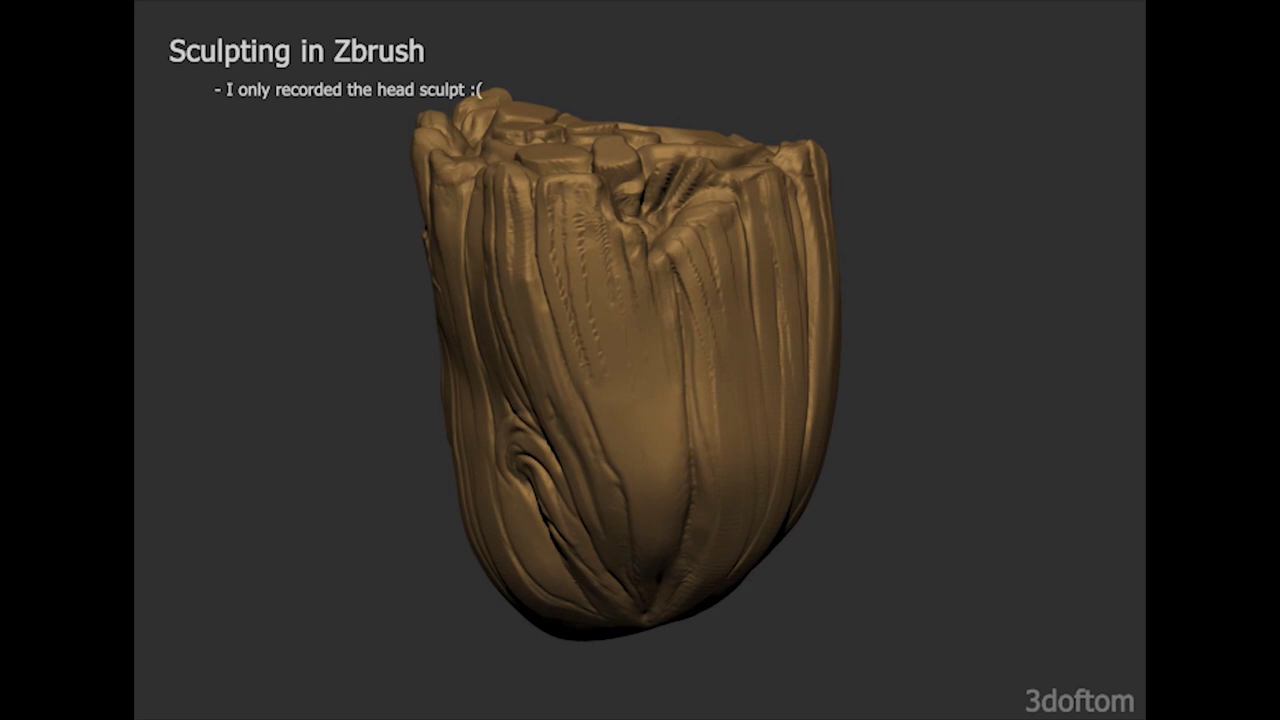 Sculpting in Zbrush
- I only recorded the head sculpt :(
3doftom